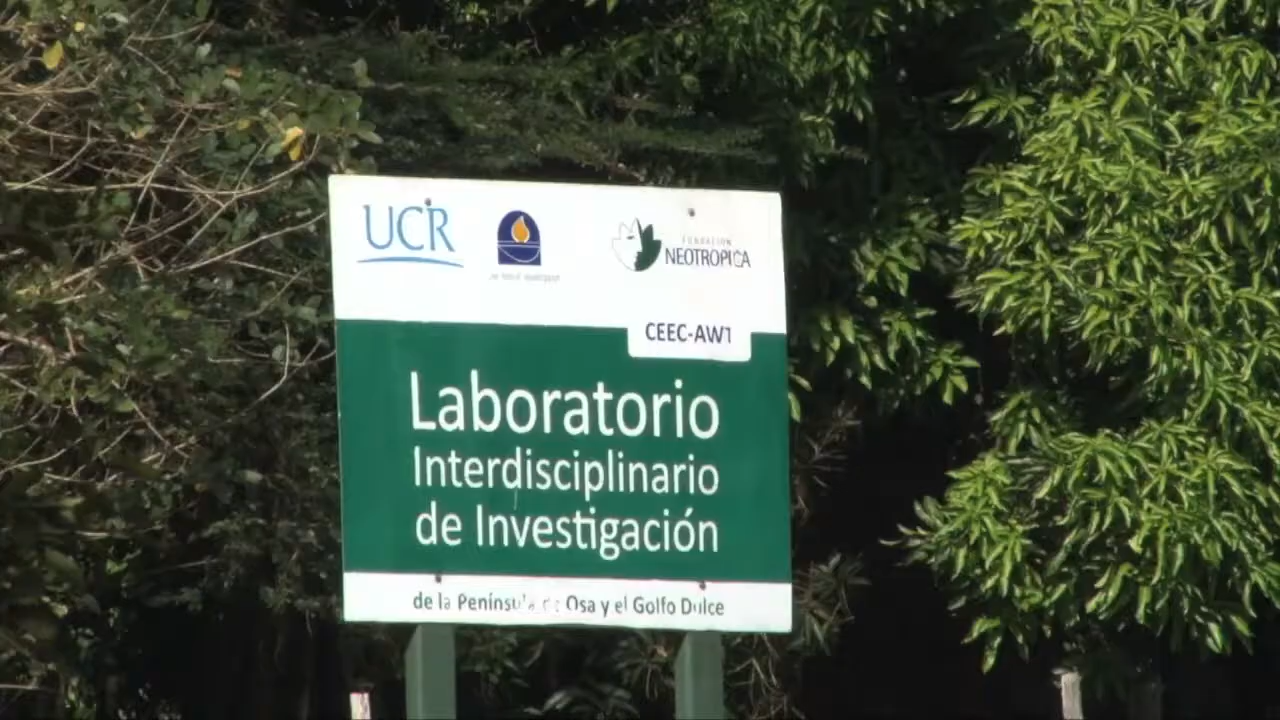 UCR
FUNDACIÓN
NEOTROPICA
CEEC-AWT
Laboratorio
Interdisciplinario
de Investigación
de la Península de Osa y el Golfo Dulce